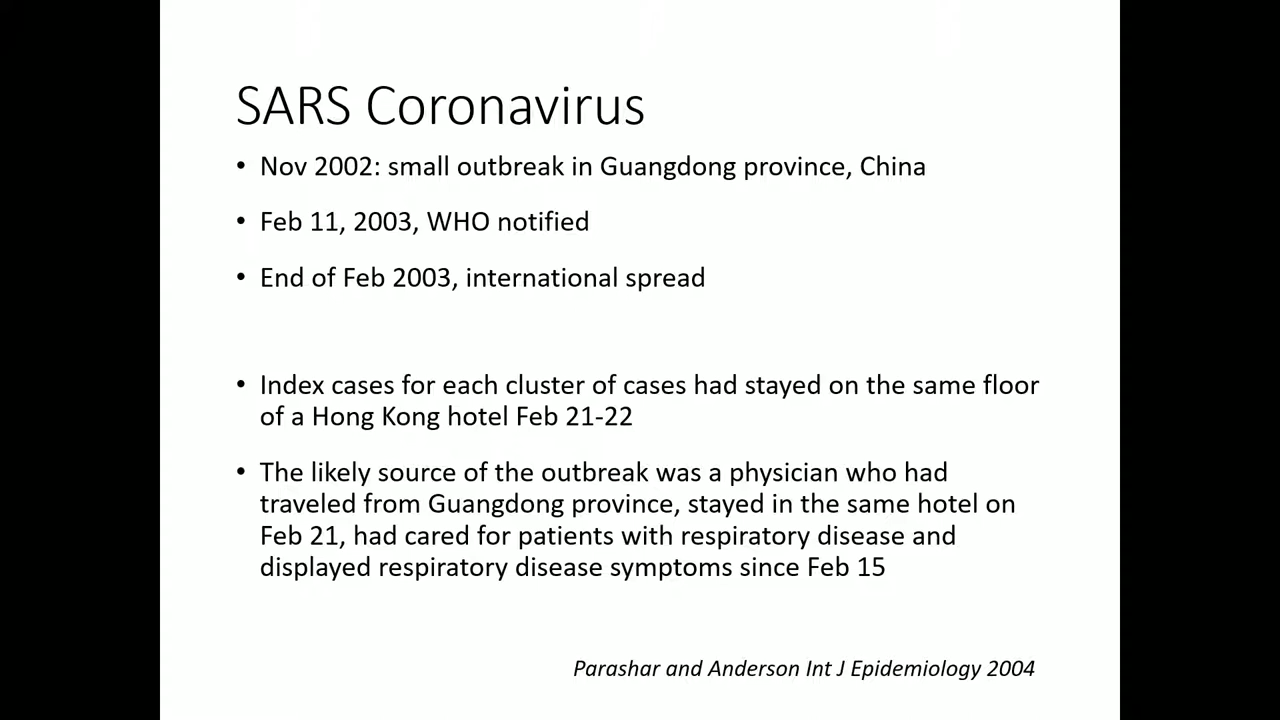 SARS Coronavirus
• Nov 2002: small outbreak in Guangdong province, China
• Feb 11, 2003, WHO notified
• End of Feb 2003, international spread
• Index cases for each cluster of cases had stayed on the same floor
of a Hong Kong hotel Feb 21-22
• The likely source of the outbreak was a physician who had
traveled from Guangdong province, stayed in the same hotel on
Feb 21, had cared for patients with respiratory disease and
displayed respiratory disease symptoms since Feb 15
Parashar and Anderson Int J Epidemiology 2004